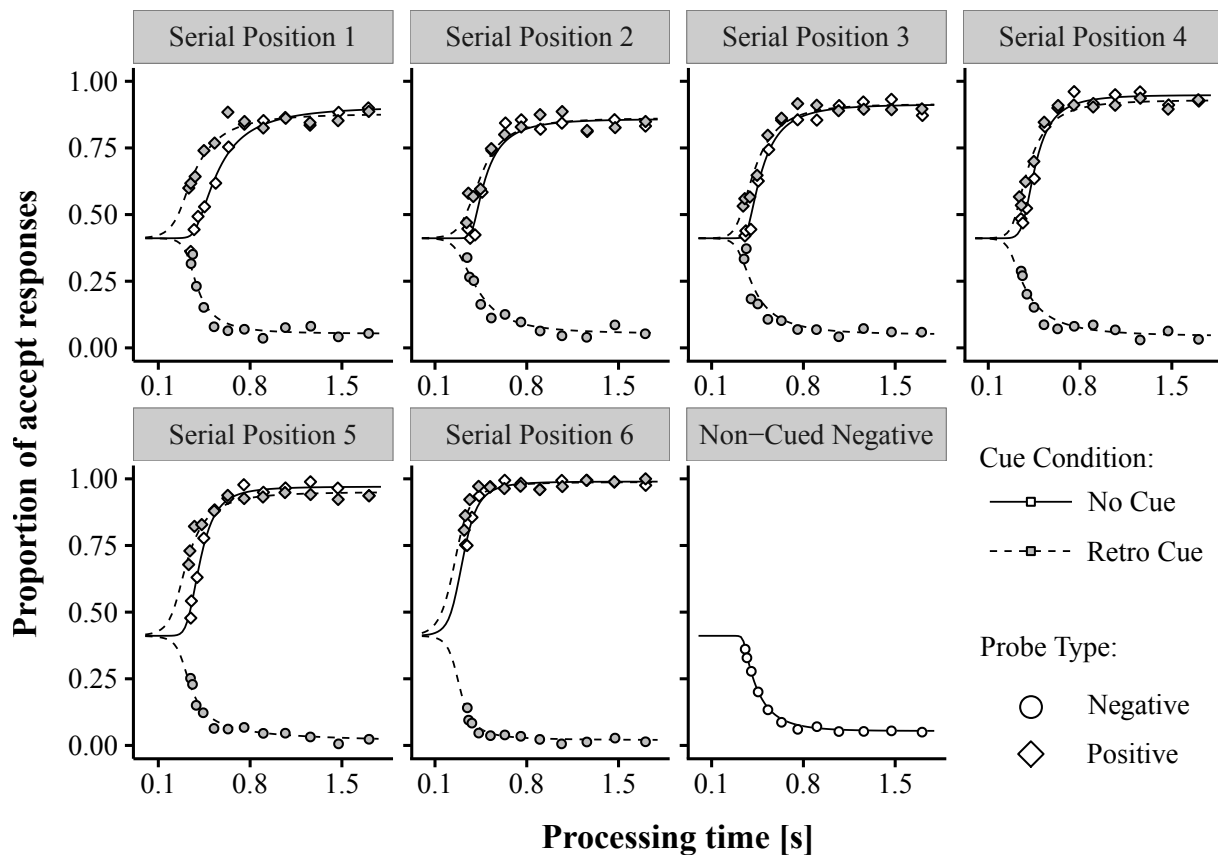 Serial Position 1 Serial Position 2 Serial Position 3 Serial Position 4
1.00
0.75
0.50
0.25
0.00
0.1 0.8 1.5 0.1 0.8 1.5 0.1 0.8 1.5 0.1 0.8 1.5
Serial Position 5 Serial Position 6 Non−Cued Negative
1.00
0.75
0.50
0.25
0.00
0.1 0.8 1.5 0.1 0.8 1.5 0.1 0.8 1.5
Proportion of accept responses
Processing time [s]
Cue Condition:
No Cue
Retro Cue
Probe Type:
Negative
Positive